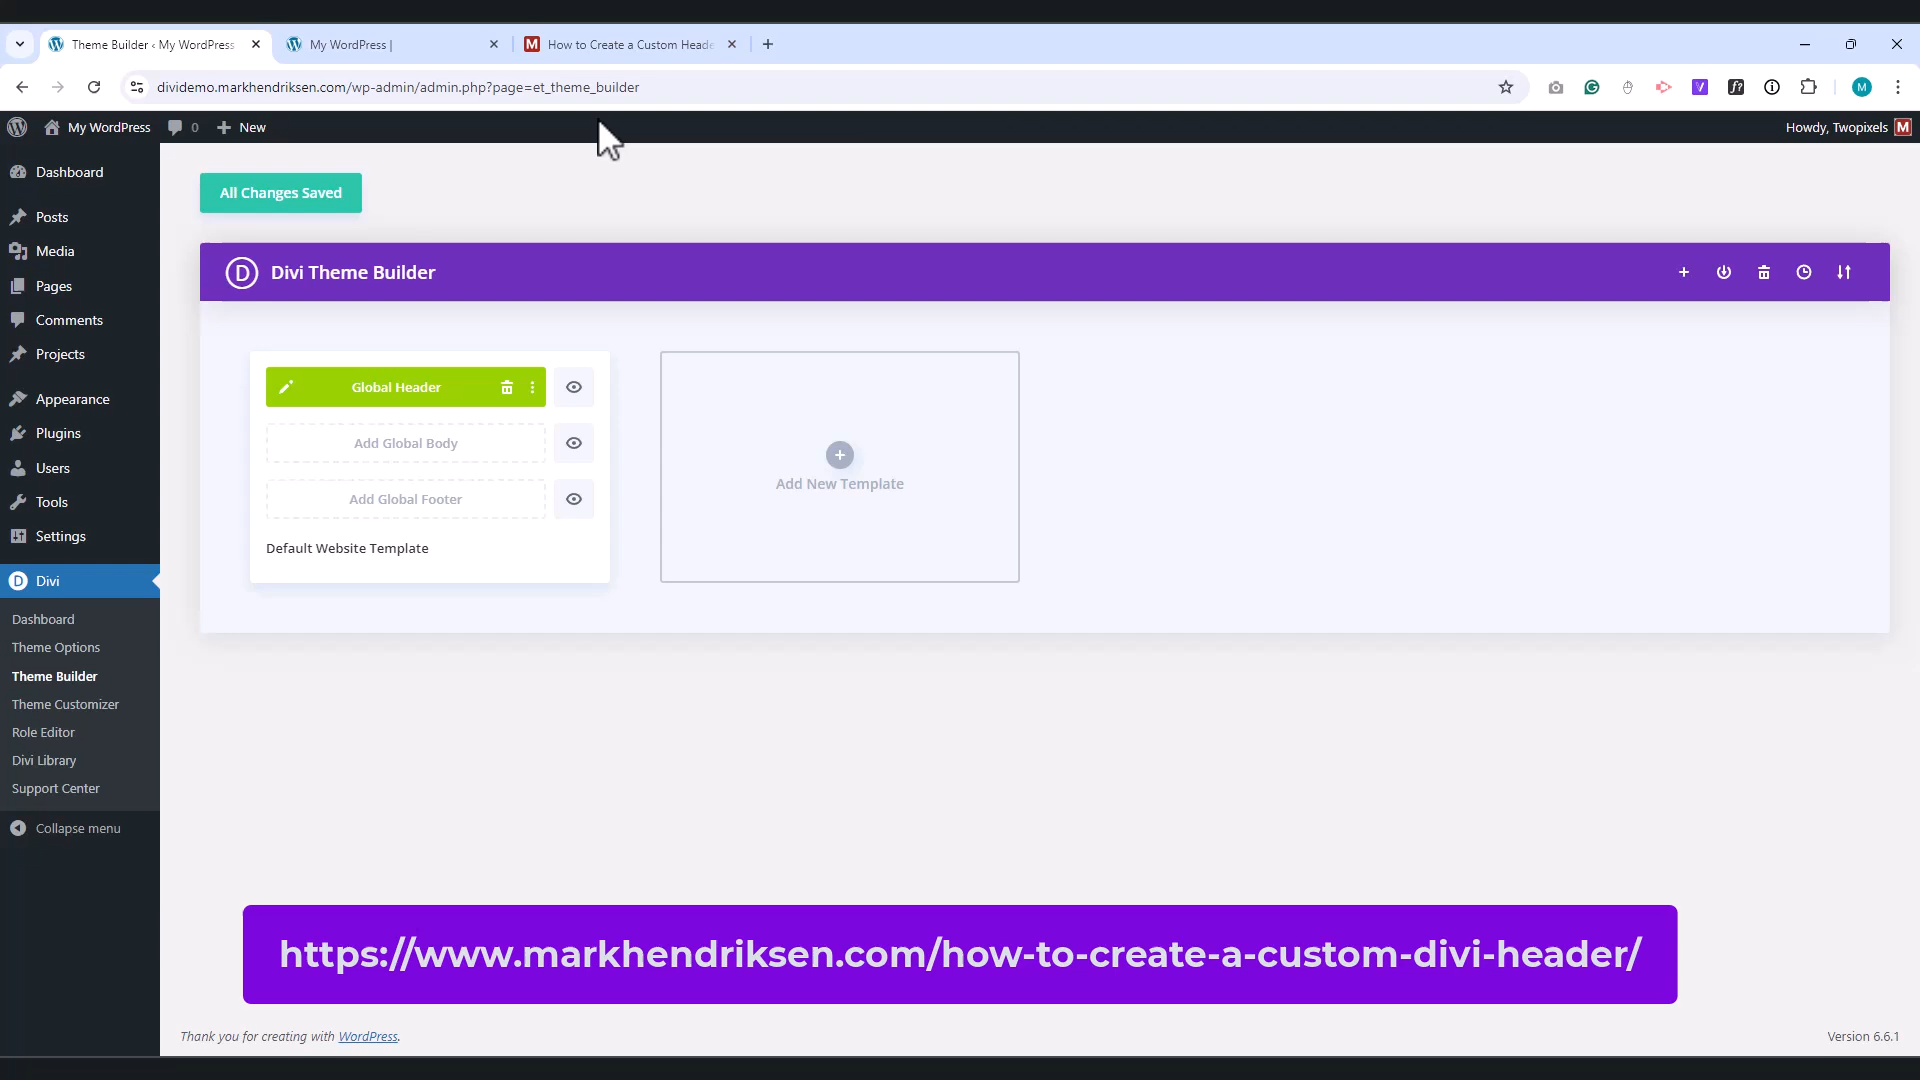 Theme Builder ‹ My WordPress
My WordPress |
How to Create a Custom Heade
dividemo.markhendriksen.com/wp-admin/admin.php?page=et_theme_builder
My WordPress
0
New
Howdy, Twopixels
Dashboard
Posts
Media
Pages
Comments
Projects
Appearance
Plugins
Users
Tools
Settings
Divi
Dashboard
Theme Options
Theme Builder
Theme Customizer
Role Editor
Divi Library
Support Center
Collapse menu
All Changes Saved
D
Divi Theme Builder
Global Header
Add Global Body
Add Global Footer
Default Website Template
Add New Template
https://www.markhendriksen.com/how-to-create-a-custom-divi-header/
Thank you for creating with WordPress.
Version 6.6.1